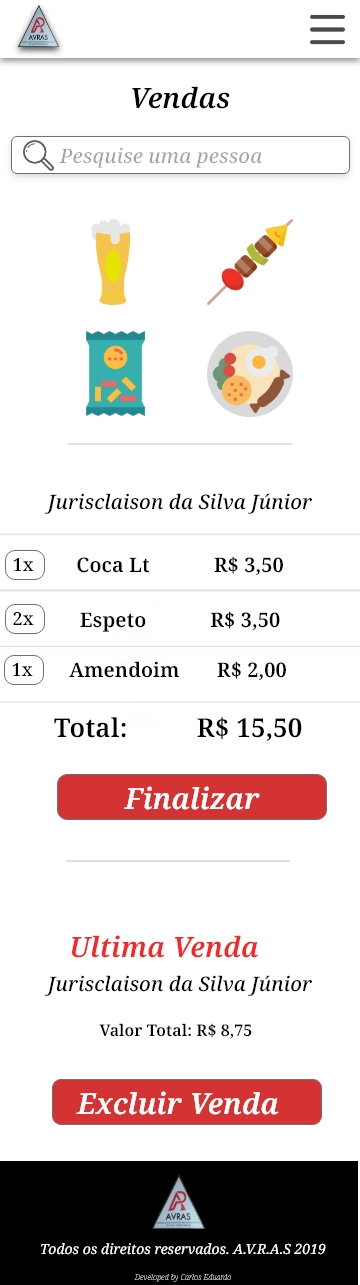 AVRAS
Vendas
Pesquise uma pessoa
Jurisclaison da Silva Júnior
1x Coca Lt R$ 3,50
2x Espeto R$ 3,50
1x Amendoim R$ 2,00
Total: R$ 15,50
Finalizar
Ultima Venda
Jurisclaison da Silva Júnior
Valor Total: R$ 8,75
Excluir Venda
AVRAS
Todos os direitos reservados. A.V.R.A.S 2019
Developed by Carlos Eduardo